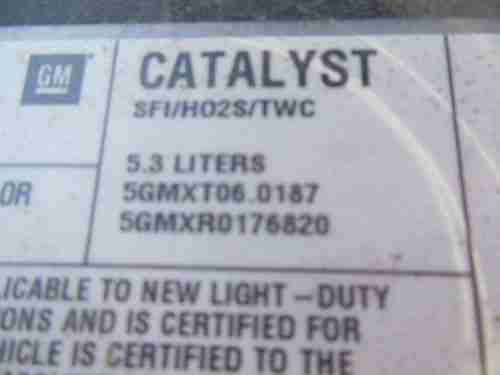 GM
CATALYST
SFI/HO2S/TWC
5.3 LITERS
OR
5GMXT06.0187
5GMXR0176820
LICABLE TO NEW LIGHT-DUTY
ONS AND IS CERTIFIED FOR
HICLE IS CERTIFIED TO THE